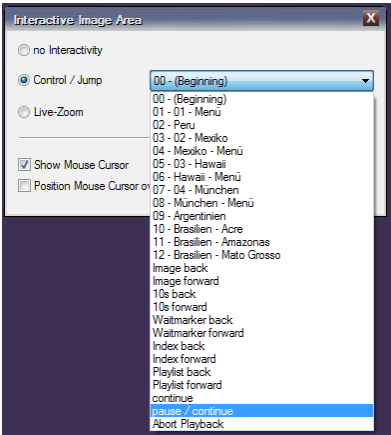 Interactive Image Area
X
no Interactivity
Control / Jump
00 - (Beginning)
Live-Zoom
Show Mouse Cursor
Position Mouse Cursor ov
00 - (Beginning)
01 - 01 - Menü
02 - Peru
03 - 02 - Mexiko
04 - Mexiko - Menü
05 - 03 - Hawaii
06 - Hawaii - Menü
07 - 04 - München
08 - München - Menü
09 - Argentinien
10 - Brasilien - Acre
11 - Brasilien - Amazonas
12 - Brasilien - Mato Grosso
Image back
Image forward
10s back
10s forward
Waitmarker back
Waitmarker forward
Index back
Index forward
Playlist back
Playlist forward
continue
pause / continue
Abort Playback